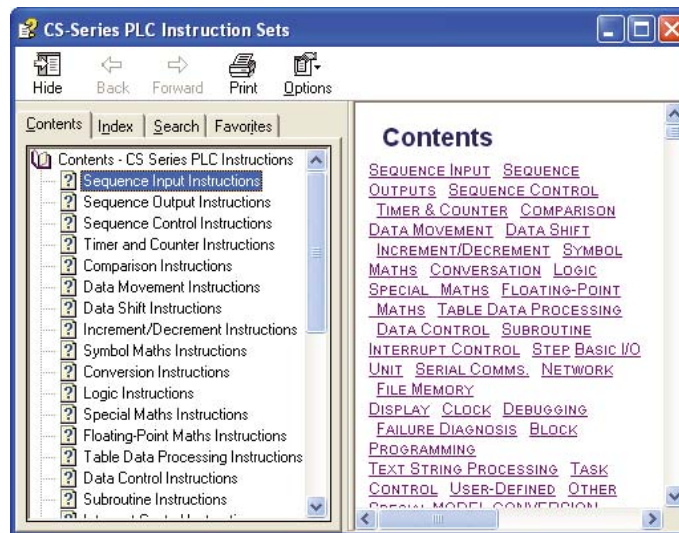 CS-Series PLC Instruction Sets
Hide Back Forward Print Options
Contents Index Search Favorites
Contents - CS Series PLC Instructions
Sequence Input Instructions
Sequence Output Instructions
Sequence Control Instructions
Timer and Counter Instructions
Comparison Instructions
Data Movement Instructions
Data Shift Instructions
Increment/Decrement Instructions
Symbol Maths Instructions
Conversion Instructions
Logic Instructions
Special Maths Instructions
Floating-Point Maths Instructions
Table Data Processing Instructions
Data Control Instructions
Subroutine Instructions
Contents
SEQUENCE INPUT SEQUENCE
OUTPUTS SEQUENCE CONTROL
TIMER & COUNTER COMPARISON
DATA MOVEMENT DATA SHIFT
INCREMENT/DECREMENT SYMBOL
MATHS CONVERSATION LOGIC
SPECIAL MATHS FLOATING-POINT
MATHS TABLE DATA PROCESSING
DATA CONTROL SUBROUTINE
INTERRUPT CONTROL STEP BASIC I/O
UNIT SERIAL COMMS. NETWORK
FILE MEMORY
DISPLAY CLOCK DEBUGGING
FAILURE DIAGNOSIS BLOCK
PROGRAMMING
TEXT STRING PROCESSING TASK
CONTROL USER-DEFINED OTHER
SPECIAL MODEL CONVERSION